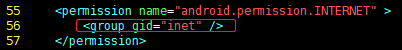 55 <permission name="android.permission.INTERNET" >
56 <group gid="inet" />
57 </permission>